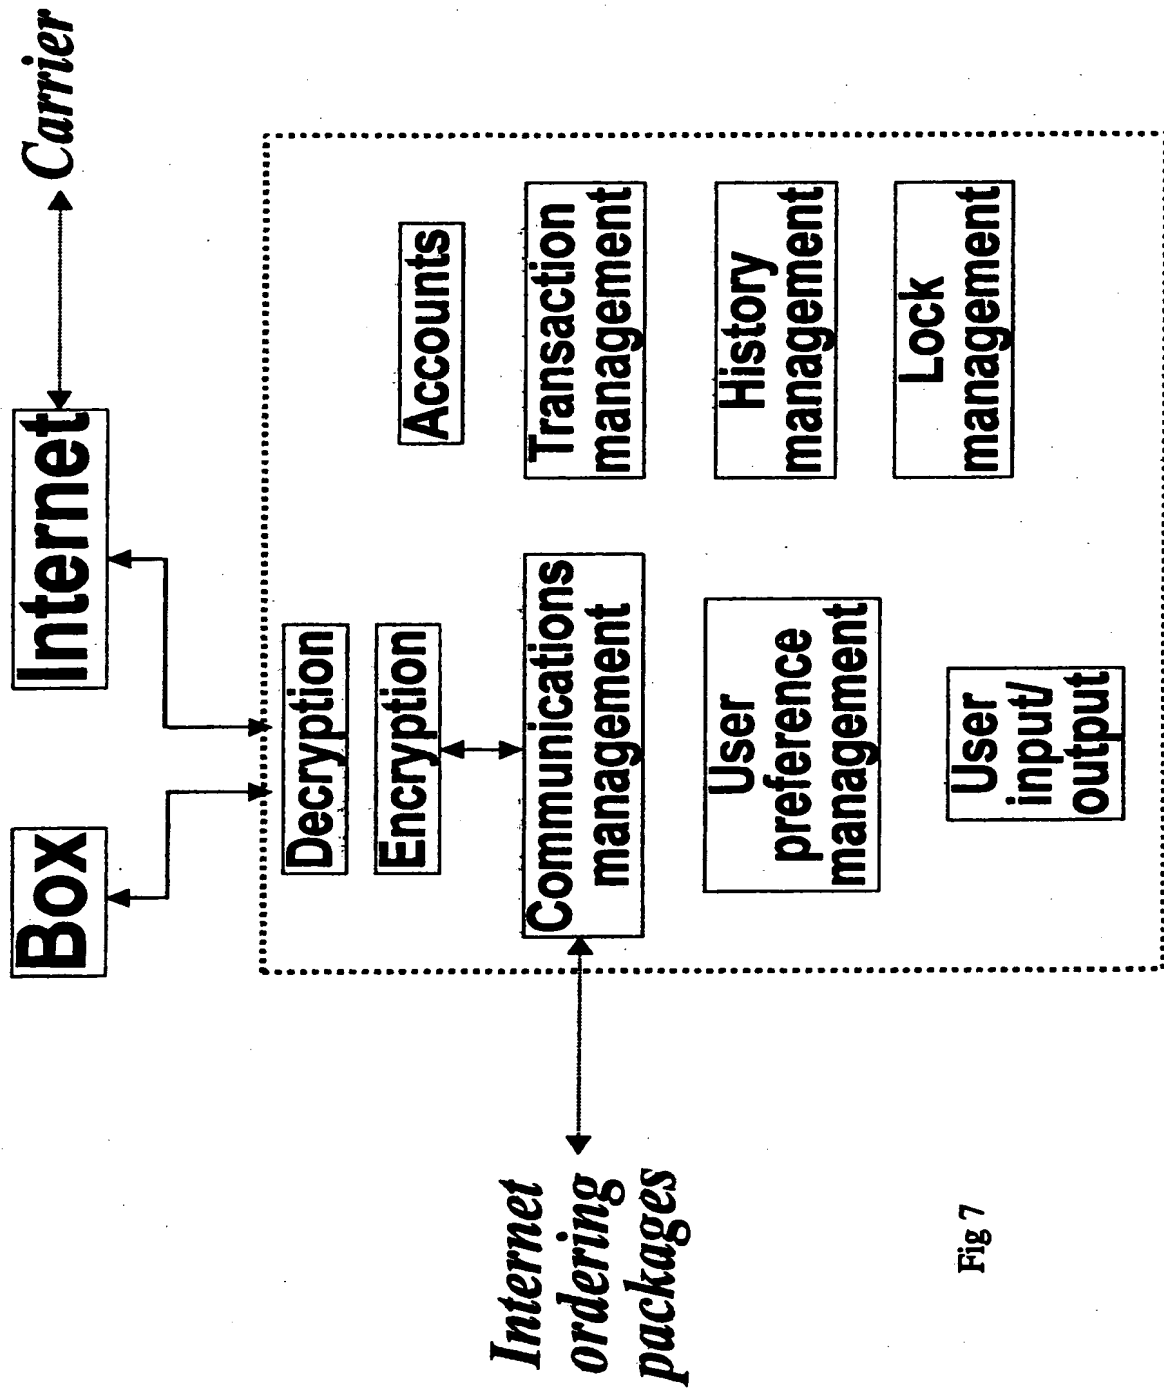 Box
Internet
Carrier
Decryption
Encryption
Accounts
Communications
management
Transaction
management
User
preference
management
History
management
User
input/
output
Lock
management
Internet
ordering
packages
Fig 7